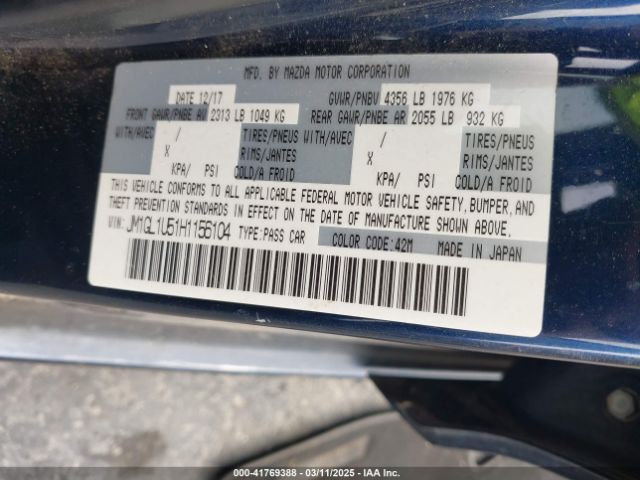 MFD. BY MAZDA MOTOR CORPORATION
DATE 12/17 GVWR/PNBV 4356 LB 1976 KG
FRONT GAWR/PNBE AV 2313 LB 1049 KG REAR GAWR/PNBE AR 2055 LB 932 KG
WITH/AVEC / TIRES/PNEUS WITH/AVEC / TIRES/PNEUS
X RIMS/JANTES X RIMS/JANTES
KPA/ PSI COLD/A FROID KPA/ PSI COLD/A FROID
THIS VEHICLE CONFORMS TO ALL APPLICABLE FEDERAL MOTOR VEHICLE SAFETY, BUMPER, AND
THEFT PREVENTION STANDARDS IN EFFECT ON THE DATE OF MANUFACTURE SHOWN ABOVE.
VIN: JM1GL1U51H1156104 TYPE:PASS CAR COLOR CODE:42M MADE IN JAPAN
000-41769388 — 03/11/2025 — IAA Inc.